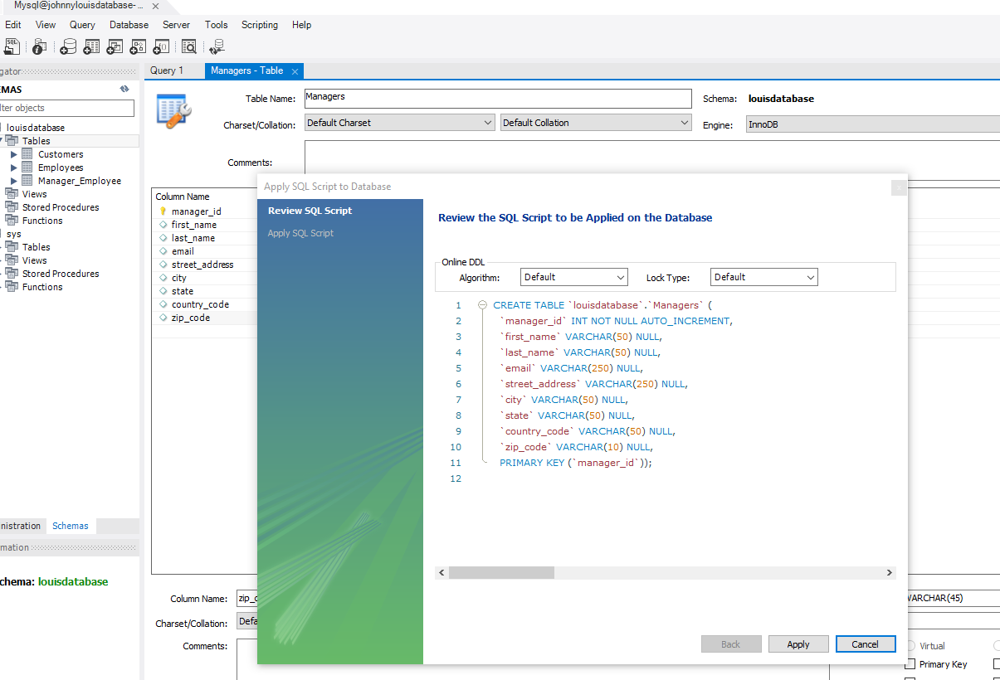 Mysql@johnnylouisdatabase-...
Edit View Query Database Server Tools Scripting Help
SQL
gator
Query 1
Managers - Table
EMAS
lter objects
louisdatabase
Tables
Customers
Employees
Manager_Employee
Views
Stored Procedures
Functions
sys
Tables
Views
Stored Procedures
Functions
Table Name: Managers Schema: louisdatabase
Charset/Collation: Default Charset Default Collation Engine: InnoDB
Comments:
Column Name
manager_id
first_name
last_name
email
street_address
city
state
country_code
zip_code
Apply SQL Script to Database
Review SQL Script
Apply SQL Script
Review the SQL Script to be Applied on the Database
Online DDL
Algorithm: Default Lock Type: Default
1 CREATE TABLE `louisdatabase`.`Managers` (
2 `manager_id` INT NOT NULL AUTO_INCREMENT,
3 `first_name` VARCHAR(50) NULL,
4 `last_name` VARCHAR(50) NULL,
5 `email` VARCHAR(250) NULL,
6 `street_address` VARCHAR(250) NULL,
7 `city` VARCHAR(50) NULL,
8 `state` VARCHAR(50) NULL,
9 `country_code` VARCHAR(50) NULL,
10 `zip_code` VARCHAR(10) NULL,
11 PRIMARY KEY (`manager_id`));
12
Back Apply Cancel
nistration Schemas
mation
chema: louisdatabase
Column Name: zip_c
VARCHAR(45)
Charset/Collation: Defa
Comments:
Virtual
Primary Key